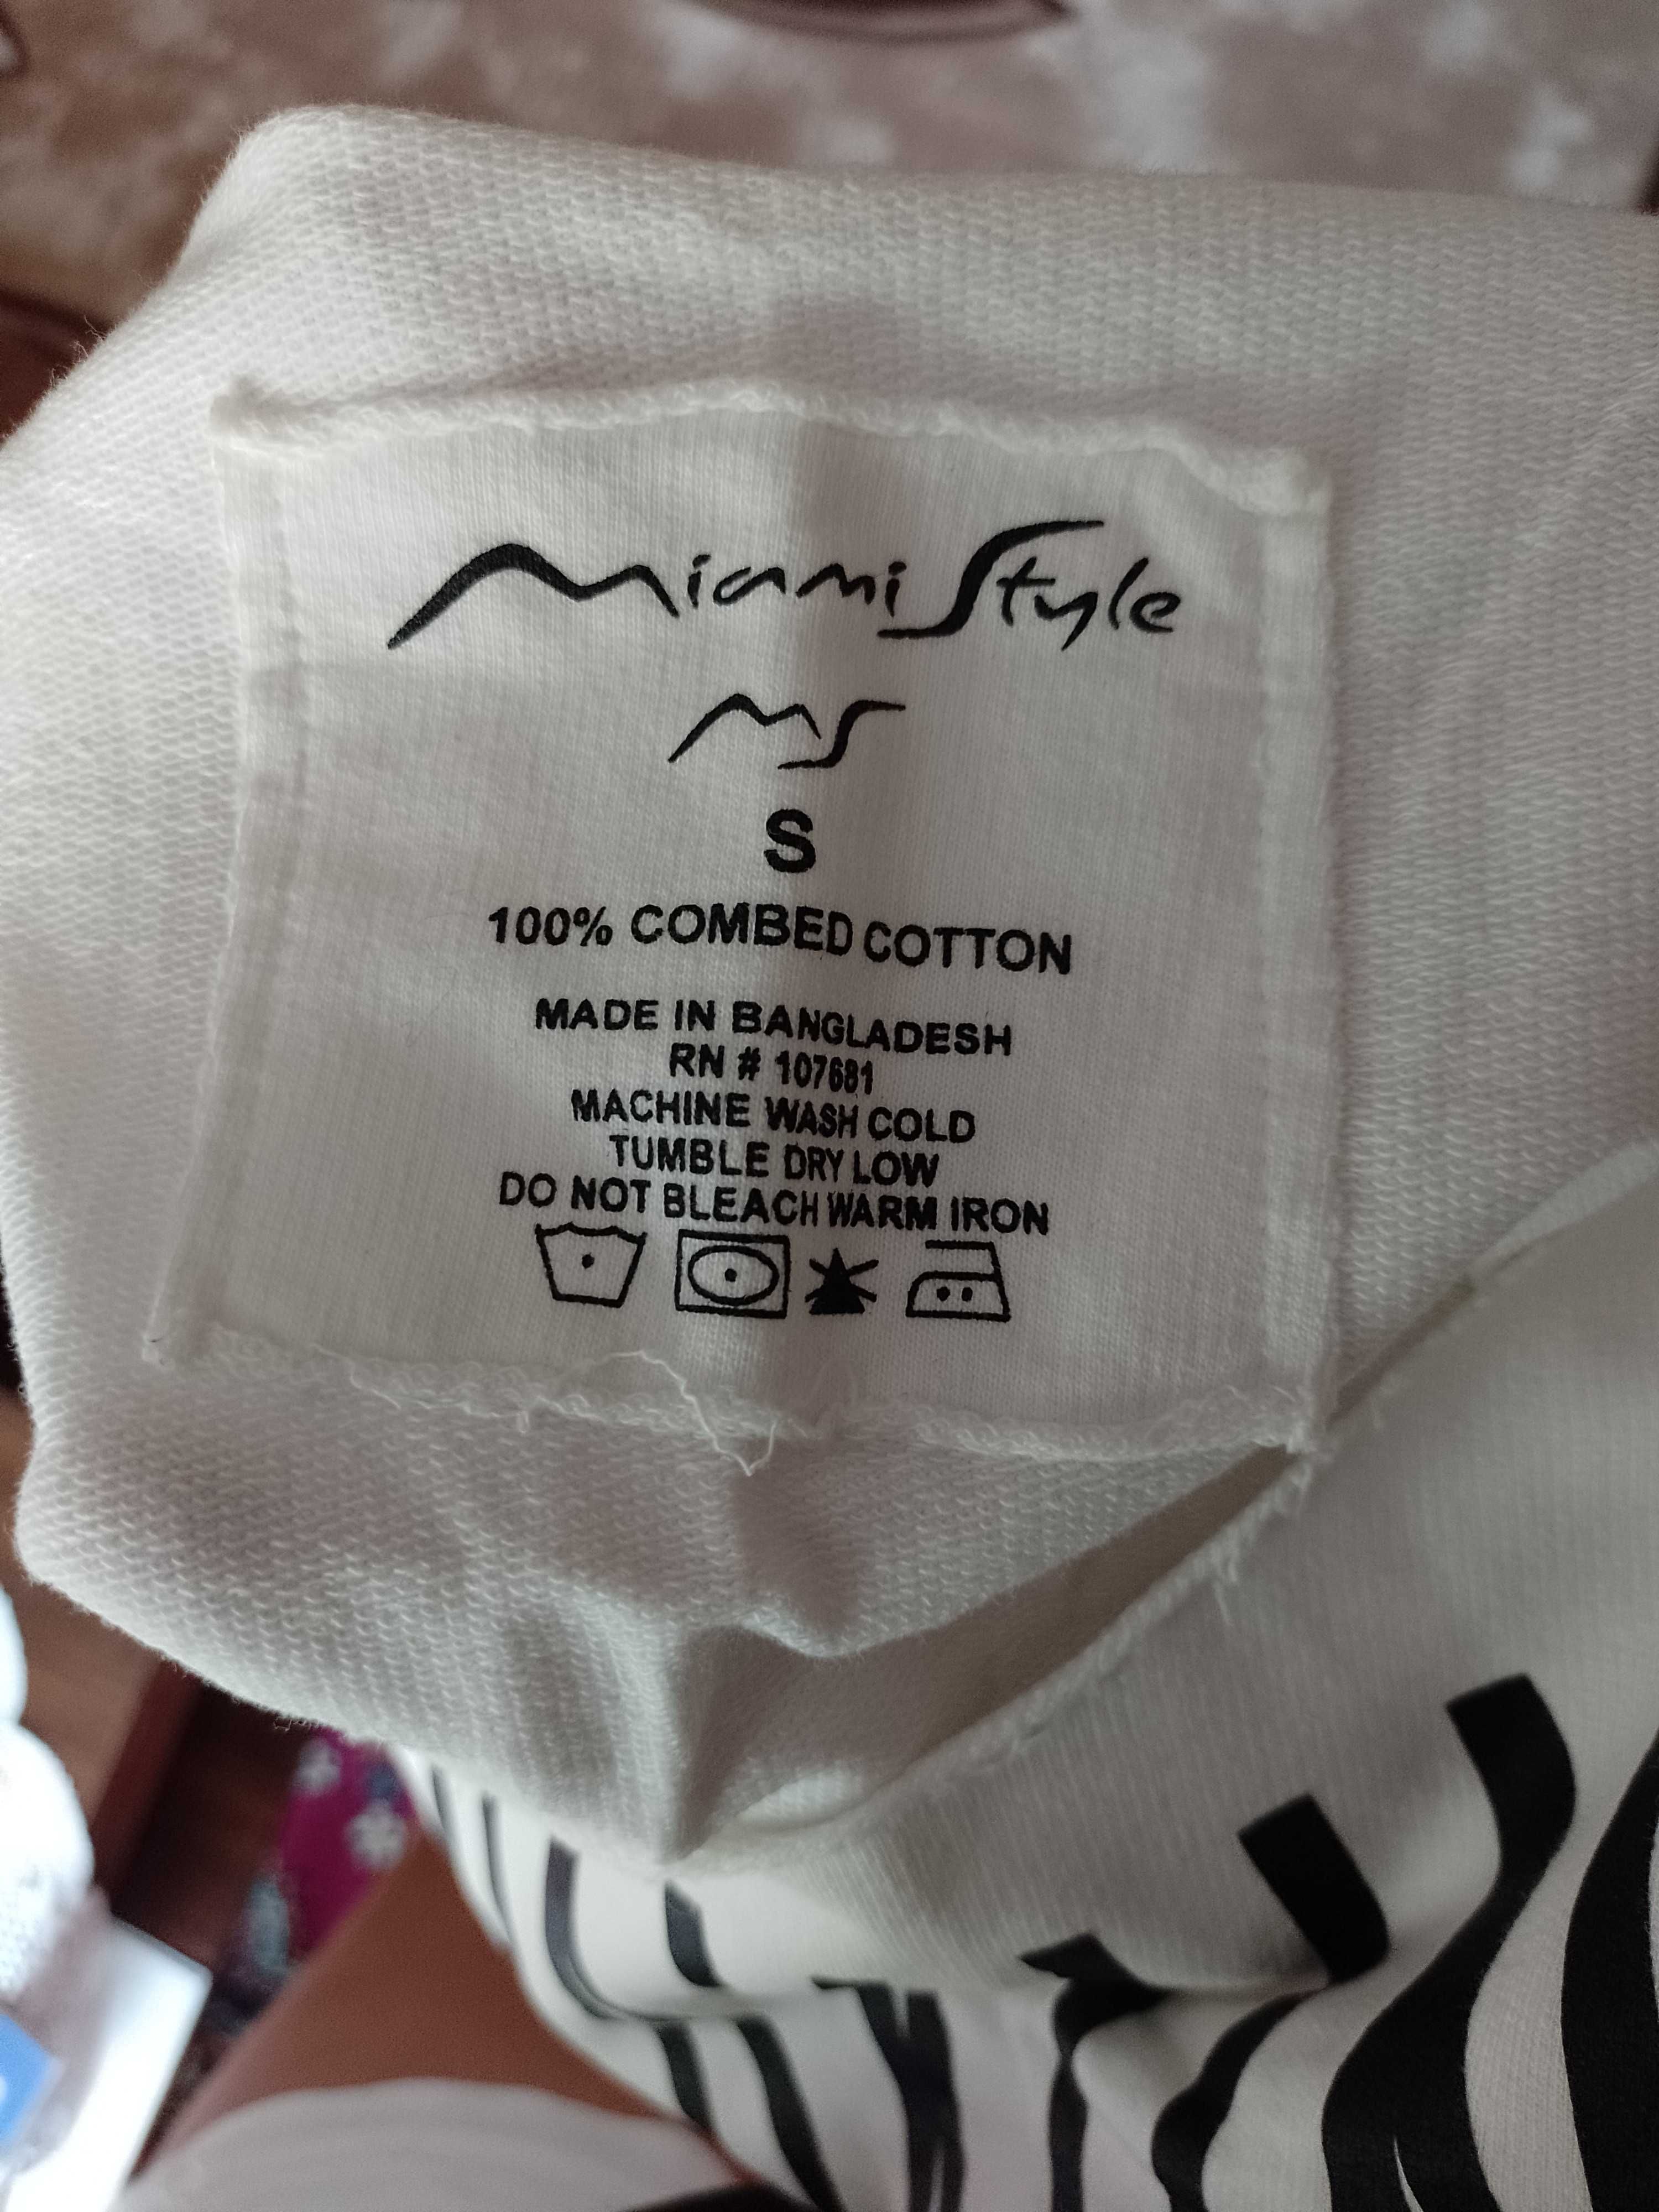 Miami Style
MS
S
100% COMBED COTTON
MADE IN BANGLADESH
RN # 107681
MACHINE WASH COLD
TUMBLE DRY LOW
DO NOT BLEACH WARM IRON